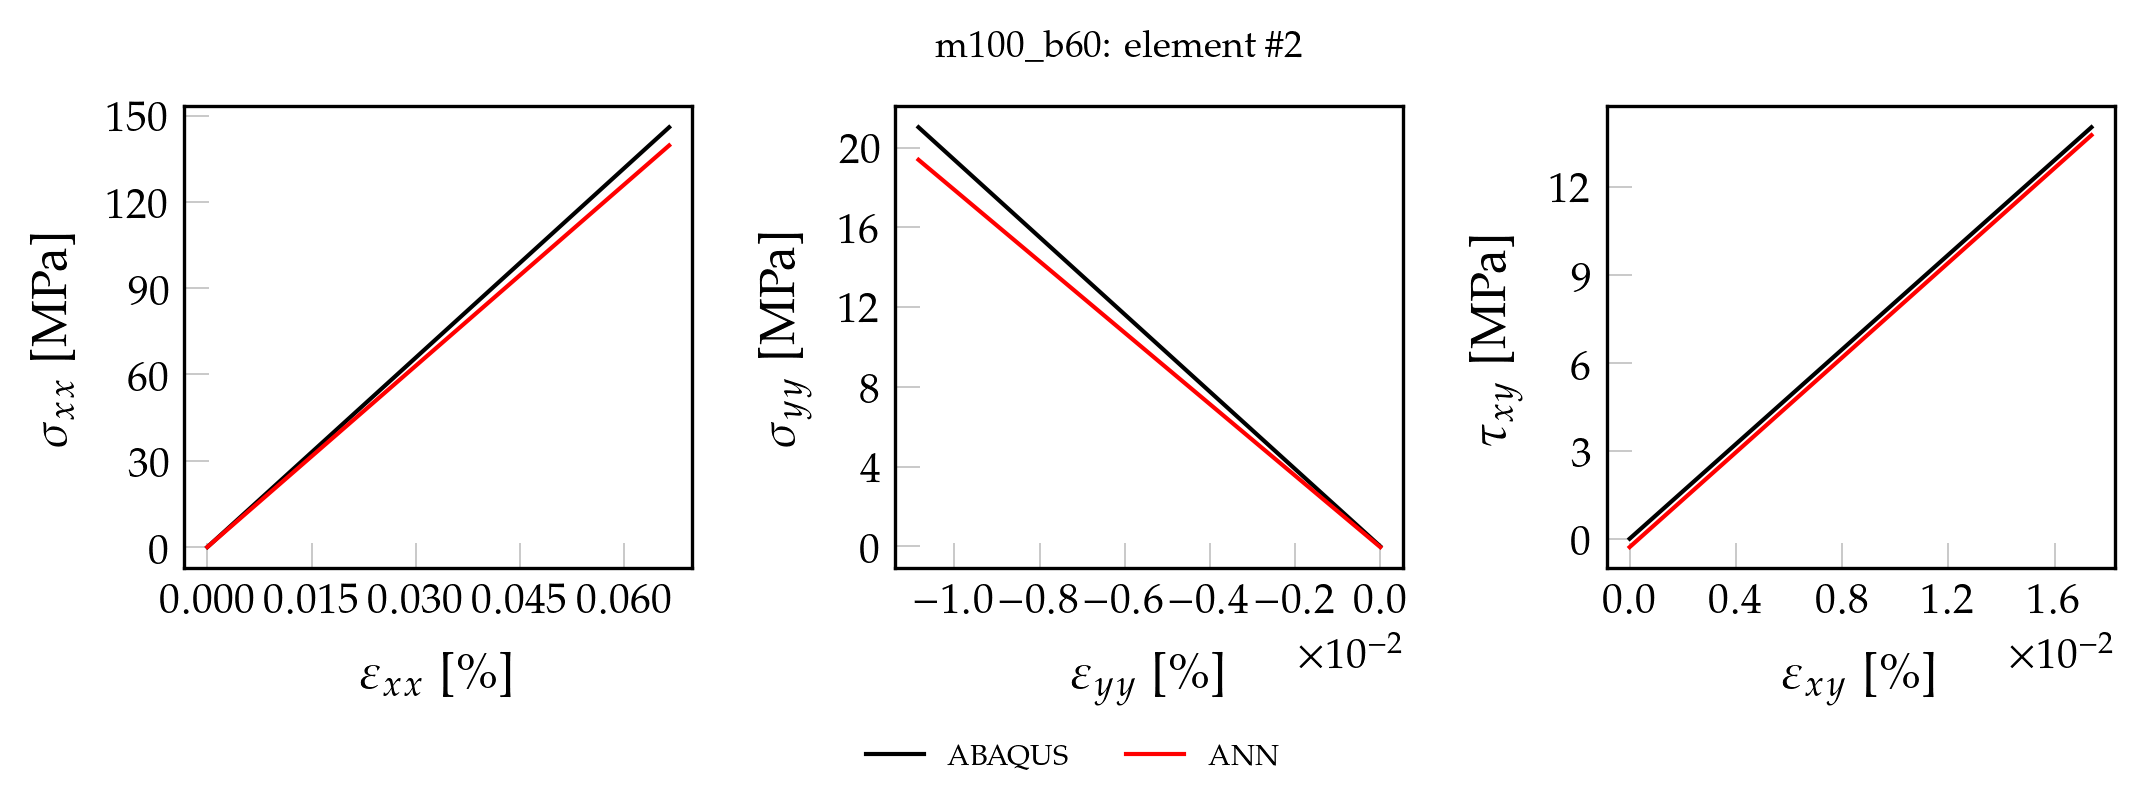 m100_b60: element #2
σxx [MPa]
150
120
90
60
30
0
0.000 0.015 0.030 0.045 0.060
εxx [%]
σyy [MPa]
20
16
12
8
4
0
−1.0 −0.8 −0.6 −0.4 −0.2 0.0
×10⁻²
εyy [%]
τxy [MPa]
12
9
6
3
0
0.0 0.4 0.8 1.2 1.6
×10⁻²
εxy [%]
ABAQUS ANN